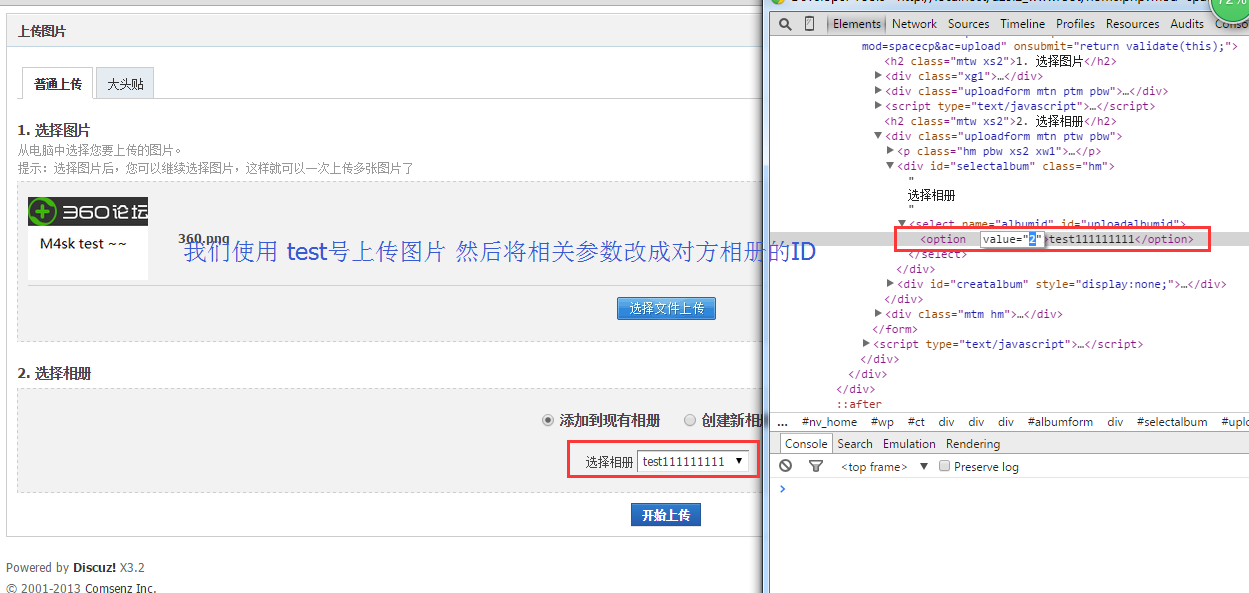 上传图片
普通上传 大头贴
1. 选择图片
从电脑中选择您要上传的图片。
提示：选择图片后，您可以继续选择图片，这样就可以一次上传多张图片了
360论坛
M4sk test ~~
360.png
我们使用 test号上传图片 然后将相关参数改成对方相册的ID
选择文件上传
2. 选择相册
添加到现有相册 创建新相
选择相册 test111111111 ▼
开始上传
Powered by Discuz! X3.2
© 2001-2013 Comsenz Inc.
72%
Elements Network Sources Timeline Profiles Resources Audits Conso
mod=spacecp&ac=upload" onsubmit="return validate(this);">
<h2 class="mtw xs2">1. 选择图片</h2>
▶<div class="xg1">…</div>
▶<div class="uploadform mtn ptm pbw">…</div>
▶<script type="text/javascript">…</script>
<h2 class="mtw xs2">2. 选择相册</h2>
▼<div class="uploadform mtn ptw pbw">
▶<p class="hm pbw xs2 xw1">…</p>
▼<div id="selectalbum" class="hm">
"
选择相册
"
▼<select name="albumid" id="uploadalbumid">
<option value="2">test111111111</option>
</select>
</div>
▶<div id="creatalbum" style="display:none;">…</div>
</div>
▶<div class="mtm hm">…</div>
</form>
▶<script type="text/javascript">…</script>
</div>
</div>
</div>
::after
... #nv_home #wp #ct div div div #albumform div #selectalbum #uplo
Console Search Emulation Rendering
<top frame> ▼ Preserve log
>